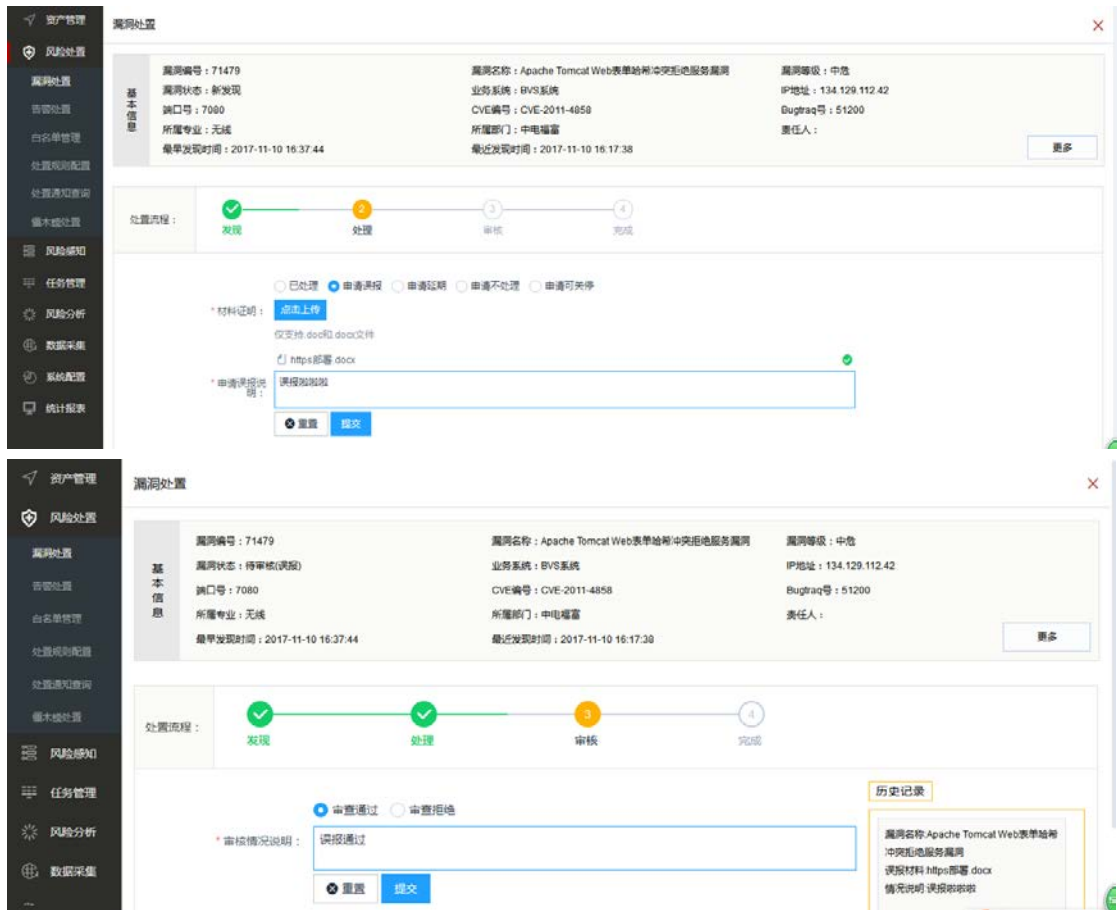 资产管理
漏洞处置
风险处置
漏洞处置
告警处置
白名单管理
处置规则配置
处置通知查询
僵木蠕处置
风险感知
任务管理
风险分析
数据采集
系统配置
统计报表
基本信息
漏洞编号：71479
漏洞名称：Apache Tomcat Web表单哈希冲突拒绝服务漏洞
漏洞等级：中危
漏洞状态：新发现
业务系统：BVS系统
IP地址：134.129.112.42
端口号：7080
CVE编号：CVE-2011-4858
Bugtraq号：51200
所属专业：无线
所属部门：中电福富
责任人：
最早发现时间：2017-11-10 16:37:44
最近发现时间：2017-11-10 16:17:38
更多
处置流程：
发现
2 处理
3 审核
4 完成
已处理 申请误报 申请延期 申请不处理 申请可关停
*材料证明：
点击上传
仅支持.doc和.docx文件
https部署.docx
*申请误报说明：
误报啦啦啦
重置
提交
资产管理
漏洞处置
风险处置
漏洞处置
告警处置
白名单管理
处置规则配置
处置通知查询
僵木蠕处置
风险感知
任务管理
风险分析
数据采集
基本信息
漏洞编号：71479
漏洞名称：Apache Tomcat Web表单哈希冲突拒绝服务漏洞
漏洞等级：中危
漏洞状态：待审核(误报)
业务系统：BVS系统
IP地址：134.129.112.42
端口号：7080
CVE编号：CVE-2011-4858
Bugtraq号：51200
所属专业：无线
所属部门：中电福富
责任人：
最早发现时间：2017-11-10 16:37:44
最近发现时间：2017-11-10 16:17:38
更多
处置流程：
发现
处理
3 审核
4 完成
审查通过 审查拒绝
*审核情况说明：
误报通过
重置
提交
历史记录
漏洞名称:Apache Tomcat Web表单哈希
冲突拒绝服务漏洞
误报材料:https部署.docx
情况说明:误报啦啦啦